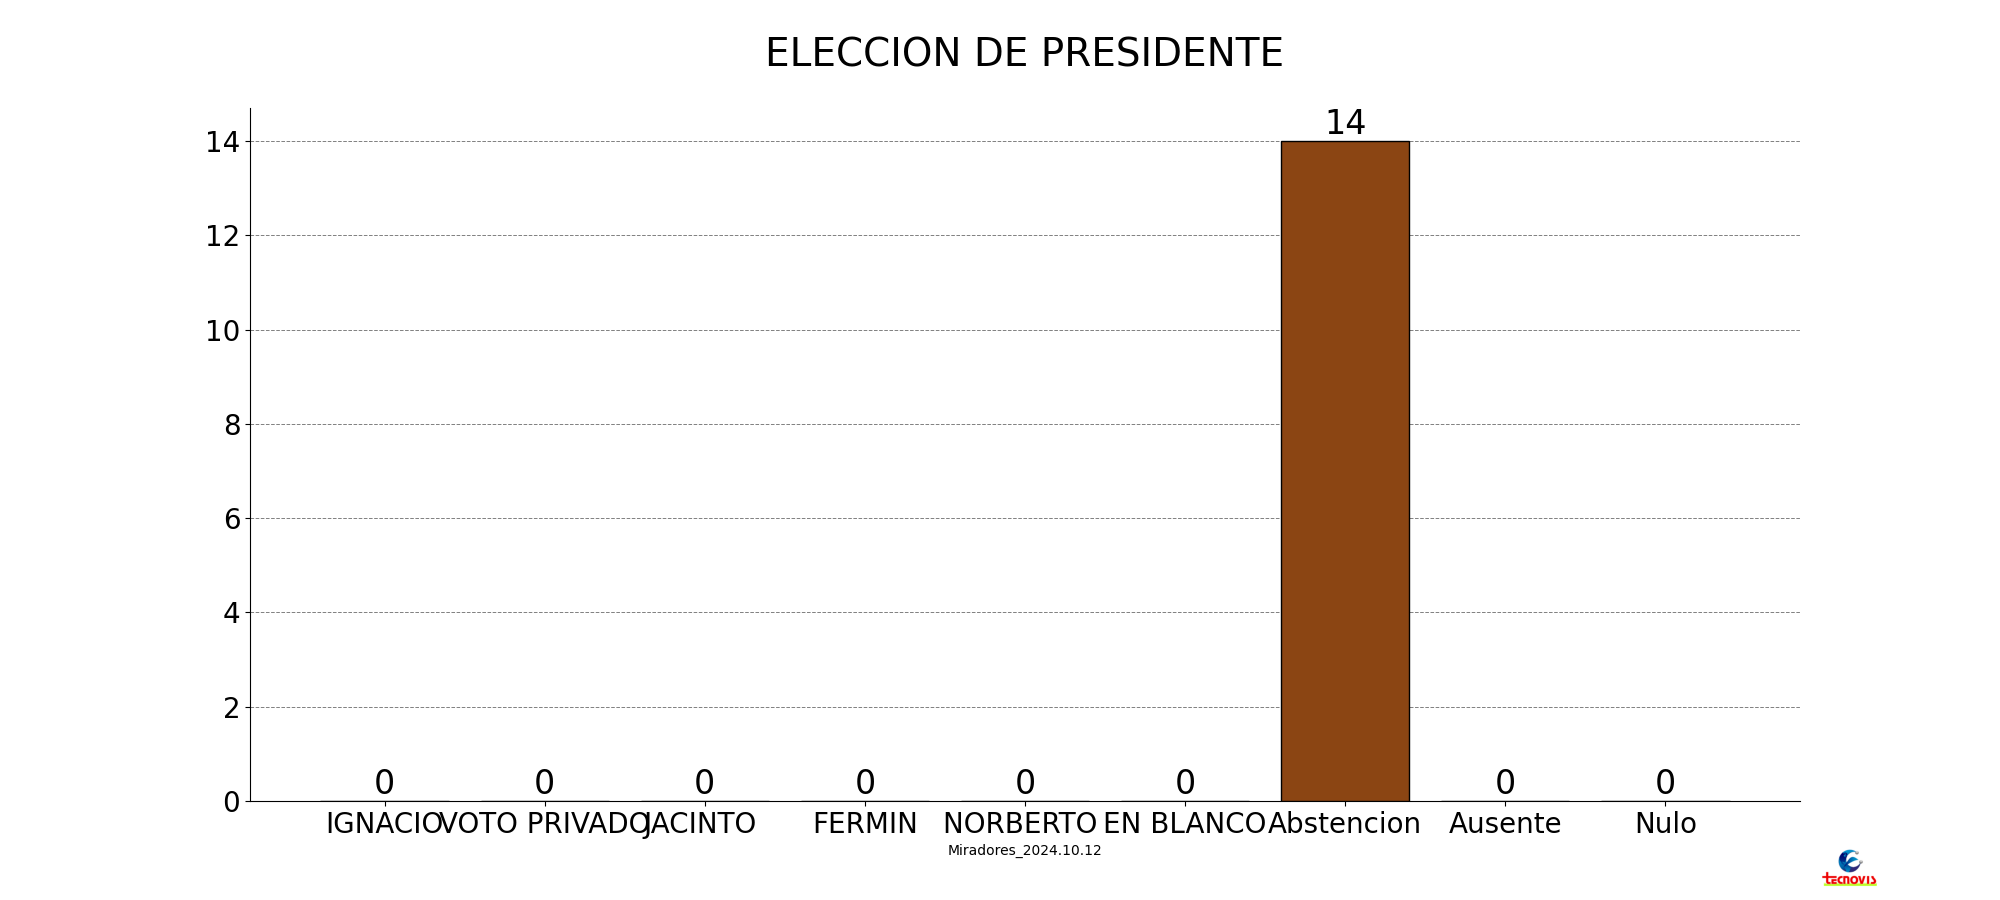 ELECCION DE PRESIDENTE
14
14
12
10
8
6
4
2
0
0 0 0 0 0 0 0 0
IGNACIO VOTO PRIVADO JACINTO FERMIN NORBERTO EN BLANCO Abstencion Ausente Nulo
Miradores_2024.10.12
tecnovis